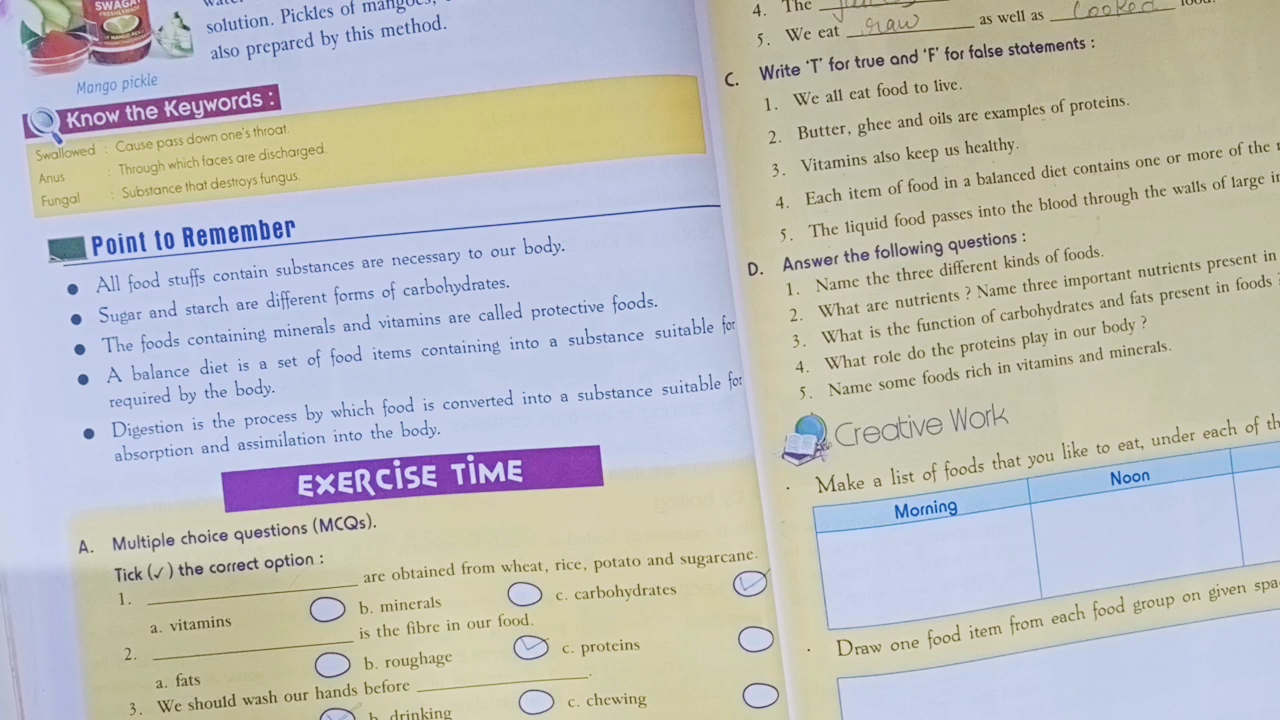 SWAGAT
solution. Pickles of mangoes,
also prepared by this method.
Mango pickle
Know the Keywords :
Swallowed : Cause pass down one's throat.
Anus : Through which faces are discharged.
Fungal : Substance that destroys fungus.
Point to Remember
● All food stuffs contain substances are necessary to our body.
● Sugar and starch are different forms of carbohydrates.
● The foods containing minerals and vitamins are called protective foods.
● A balance diet is a set of food items containing into a substance suitable for
required by the body.
● Digestion is the process by which food is converted into a substance suitable for
absorption and assimilation into the body.
EXERCISE TIME
A. Multiple choice questions (MCQs).
Tick (✓) the correct option :
1. ____________ are obtained from wheat, rice, potato and sugarcane.
a. vitamins b. minerals c. carbohydrates
2. ____________ is the fibre in our food.
a. fats b. roughage c. proteins
3. We should wash our hands before ____________.
b. drinking c. chewing
4. The
5. We eat raw as well as cooked food.
C. Write 'T' for true and 'F' for false statements :
1. We all eat food to live.
2. Butter, ghee and oils are examples of proteins.
3. Vitamins also keep us healthy.
4. Each item of food in a balanced diet contains one or more of the
5. The liquid food passes into the blood through the walls of large
D. Answer the following questions :
1. Name the three different kinds of foods.
2. What are nutrients ? Name three important nutrients present in
3. What is the function of carbohydrates and fats present in foods
4. What role do the proteins play in our body ?
5. Name some foods rich in vitamins and minerals.
Creative Work
. Make a list of foods that you like to eat, under each of
Morning Noon
. Draw one food item from each food group on given